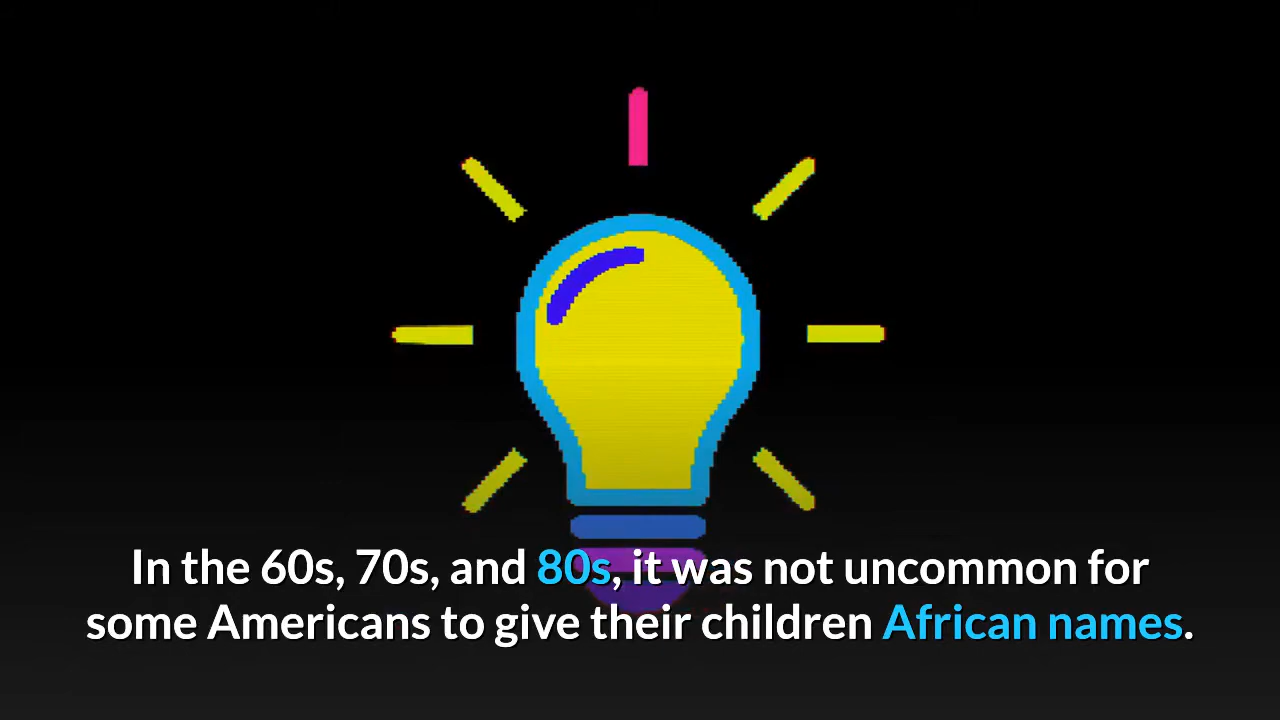 In the 60s, 70s, and 80s, it was not uncommon for
some Americans to give their children African names.